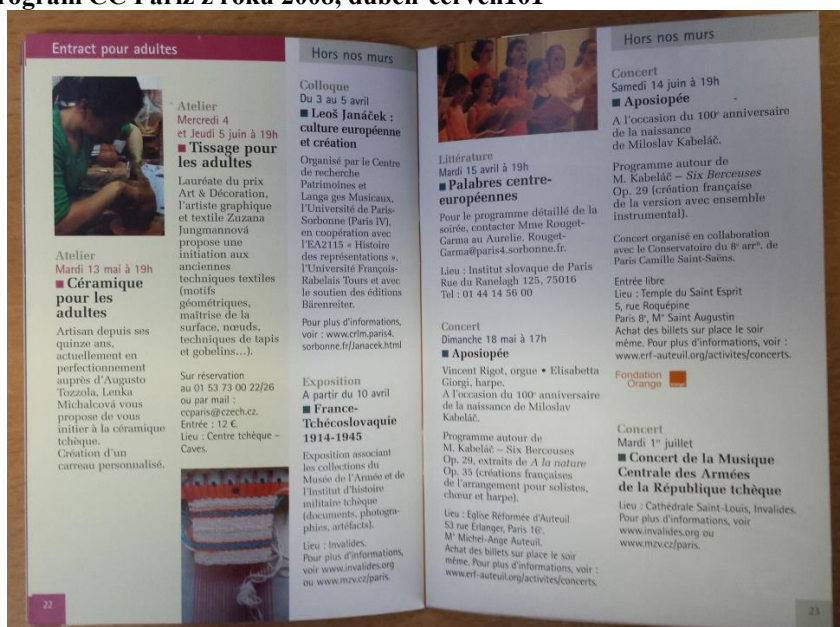 rogram CC Paříž z roku 2008, duben-červen101
Entract pour adultes
Atelier
Mardi 13 mai à 19h
Céramique
pour les
adultes
Artisan depuis ses
quinze ans,
actuellement en
perfectionnement
auprès d'Augusto
Tozzola, Lenka
Michalcová vous
propose de vous
initier à la céramique
tchèque.
Création d'un
carreau personnalisé.
22
Atelier
Mercredi 4
et Jeudi 5 juin à 19h
Tissage pour
les adultes
Lauréate du prix
Art & Décoration,
l'artiste graphique
et textile Zuzana
Jungmannová
propose une
initiation aux
anciennes
techniques textiles
(motifs
géométriques,
maîtrise de la
surface, nœuds,
techniques de tapis
et gobelins...).
Sur réservation
au 01 53 73 00 22/26
ou par mail :
ccparis@czech.cz.
Entrée : 12 €.
Lieu : Centre tchèque –
Caves.
Hors nos murs
Colloque
Du 3 au 5 avril
Leoš Janáček :
culture européenne
et création
Organisé par le Centre
de recherche
Patrimoines et
Langa ges Musicaux,
l'Université de Paris-
Sorbonne (Paris IV),
en coopération avec
l'EA2115 « Histoire
des représentations »,
l'Université François-
Rabelais Tours et avec
le soutien des éditions
Bärenreiter.
Pour plus d'informations,
voir : www.crlm.paris4.
sorbonne.fr/Janacek.html
Exposition
A partir du 10 avril
France-
Tchécoslovaquie
1914-1945
Exposition associant
les collections du
Musée de l'Armée et de
l'Institut d'histoire
militaire tchèque
(documents, photogra-
phies, artéfacts).
Lieu : Invalides.
Pour plus d'informations,
voir www.invalides.org
ou www.mzv.cz/paris.
Littérature
Mardi 15 avril à 19h
Palabres centre-
européennes
Pour le programme détaillé de la
soirée, contacter Mme Rouget-
Garma au Aurelie. Rouget-
Garma@paris4.sorbonne.fr.
Lieu : Institut slovaque de Paris
Rue du Ranelagh 125, 75016
Tel : 01 44 14 56 00
Concert
Dimanche 18 mai à 17h
Aposiopée
Vincent Rigot, orgue • Elisabetta
Giorgi, harpe.
A l'occasion du 100e anniversaire
de la naissance de Miloslav
Kabeláč.
Programme autour de
M. Kabeláč – Six Berceuses
Op. 29, extraits de A la nature
Op. 35 (créations françaises
de l'arrangement pour solistes,
chœur et harpe).
Lieu : Eglise Réformée d'Auteuil
53 rue Erlanger, Paris 16e.
M° Michel-Ange Auteuil.
Achat des billets sur place le soir
même. Pour plus d'informations, voir :
www.erf-auteuil.org/activites/concerts.
Hors nos murs
Concert
Samedi 14 juin à 19h
Aposiopée
A l'occasion du 100e anniversaire
de la naissance
de Miloslav Kabeláč.
Programme autour de
M. Kabeláč – Six Berceuses
Op. 29 (création française
de la version avec ensemble
instrumental).
Concert organisé en collaboration
avec le Conservatoire du 8e arrt. de
Paris Camille Saint-Saëns.
Entrée libre
Lieu : Temple du Saint Esprit
5, rue Roquépine
Paris 8e, M° Saint Augustin
Achat des billets sur place le soir
même. Pour plus d'informations, voir :
www.erf-auteuil.org/activites/concerts.
Fondation
Orange
Concert
Mardi 1er juillet
Concert de la Musique
Centrale des Armées
de la République tchèque
Lieu : Cathédrale Saint-Louis, Invalides.
Pour plus d'informations, voir
www.invalides.org ou
www.mzv.cz/paris.
23